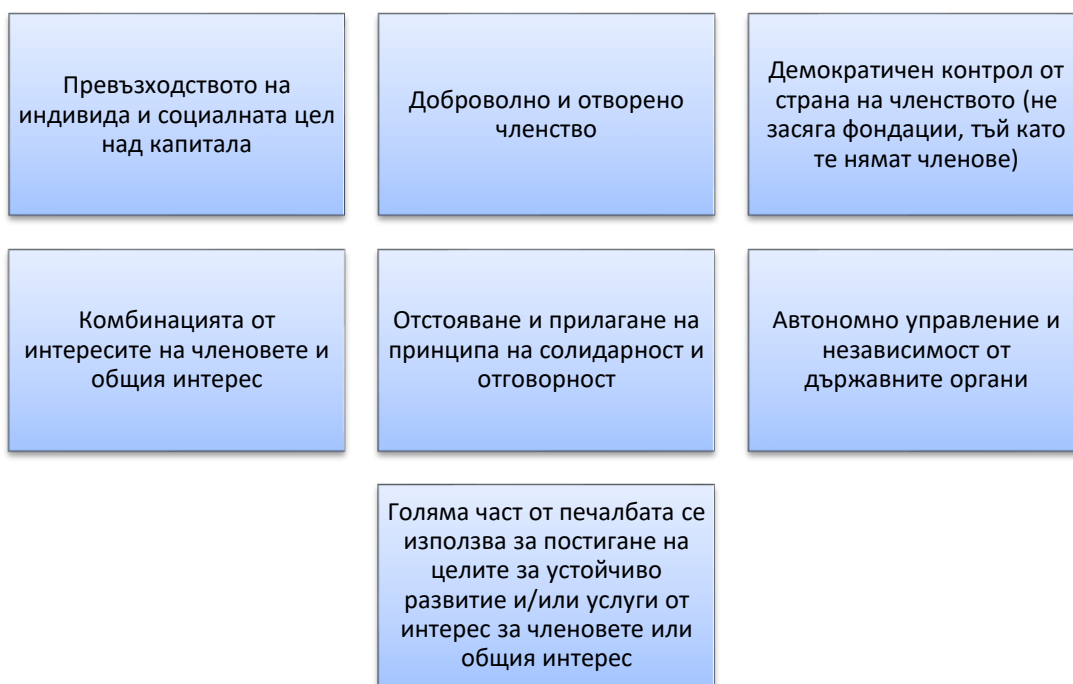 Превъзходството на
индивида и социалната цел
над капитала
Доброволно и отворено
членство
Демократичен контрол от
страна на членството (не
засяга фондации, тъй като
те нямат членове)
Комбинацията от
интересите на членовете и
общия интерес
Отстояване и прилагане на
принципа на солидарност и
отговорност
Автономно управление и
независимост от
държавните органи
Голяма част от печалбата се
използва за постигане на
целите за устойчиво
развитие и/или услуги от
интерес за членовете или
общия интерес